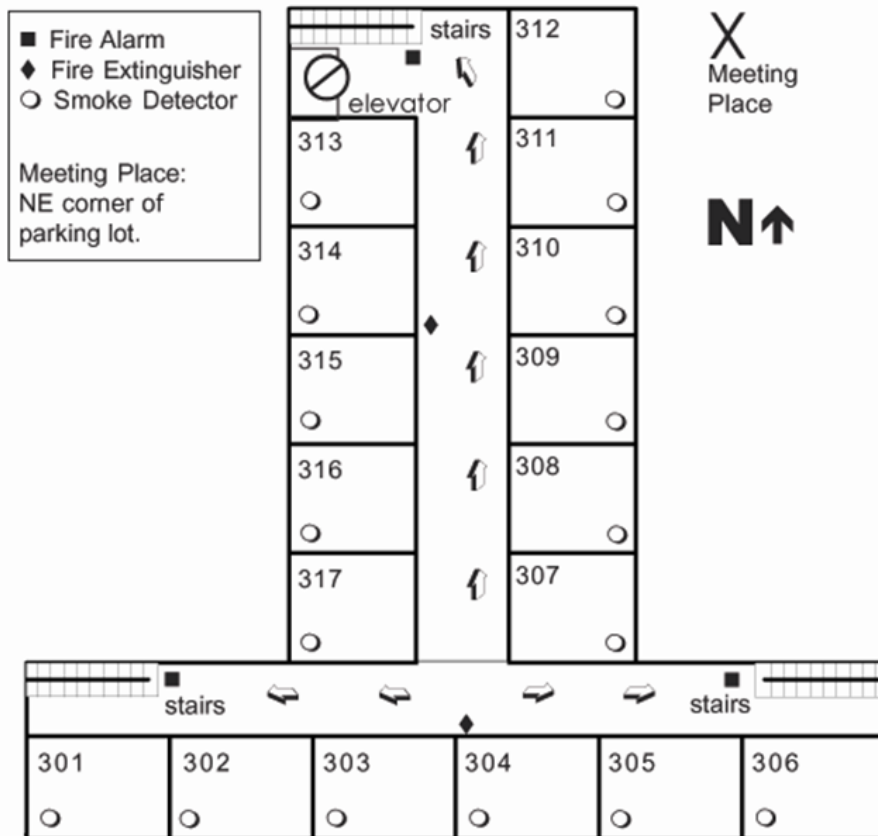 Fire Alarm
Fire Extinguisher
Smoke Detector
Meeting Place:
NE corner of
parking lot.
stairs
312
X
Meeting
Place
elevator
313
311
N
314
310
315
309
316
308
317
307
stairs
stairs
301
302
303
304
305
306